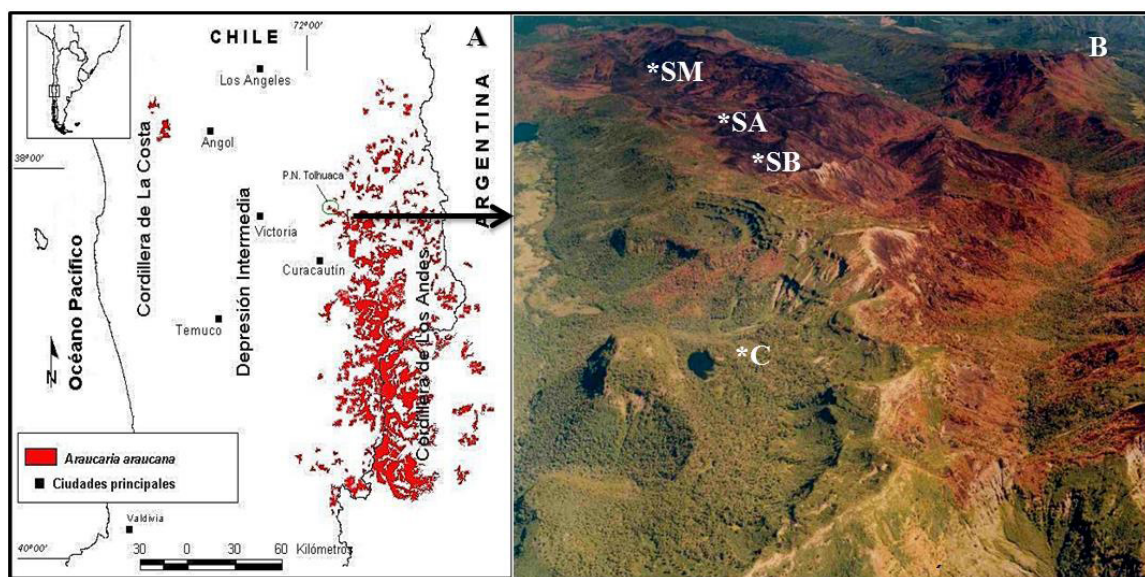 CHILE
72°00'
A
Los Angeles
Angol
38°00'
P.N. Tolhuaca
Victoria
Curacautín
Temuco
Cordillera de La Costa
Depresión Intermedia
Cordillera de Los Andes
ARGENTINA
Océano Pacífico
N
Araucaria araucana
Ciudades principales
Valdivia
40°00'
30 0 30 60 Kilómetros
B
*SM
*SA
*SB
*C